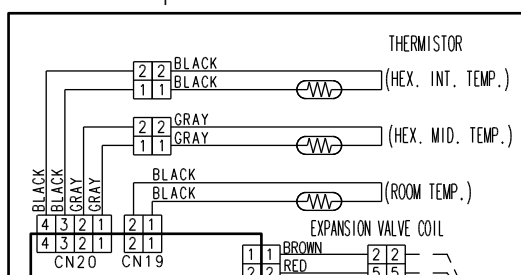 THERMISTOR
2 2 BLACK
1 1 BLACK
(HEX. INT. TEMP.)
2 2 GRAY
1 1 GRAY
(HEX. MID. TEMP.)
BLACK
BLACK
GRAY
GRAY
BLACK
BLACK
(ROOM TEMP.)
4 3 2 1
4 3 2 1
CN20
2 1
2 1
CN19
EXPANSION VALVE COIL
1 1 BROWN 2 2
2 2 RED 5 5